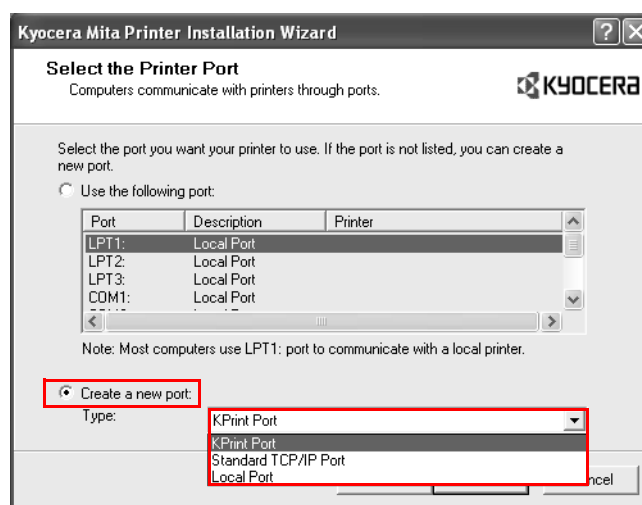 Kyocera Mita Printer Installation Wizard
Select the Printer Port
Computers communicate with printers through ports.
KYOCERA
Select the port you want your printer to use. If the port is not listed, you can create a
new port.
Use the following port:
Port Description Printer
LPT1: Local Port
LPT2: Local Port
LPT3: Local Port
COM1: Local Port
Note: Most computers use LPT1: port to communicate with a local printer.
Create a new port:
Type: KPrint Port
KPrint Port
Standard TCP/IP Port
Local Port
ncel